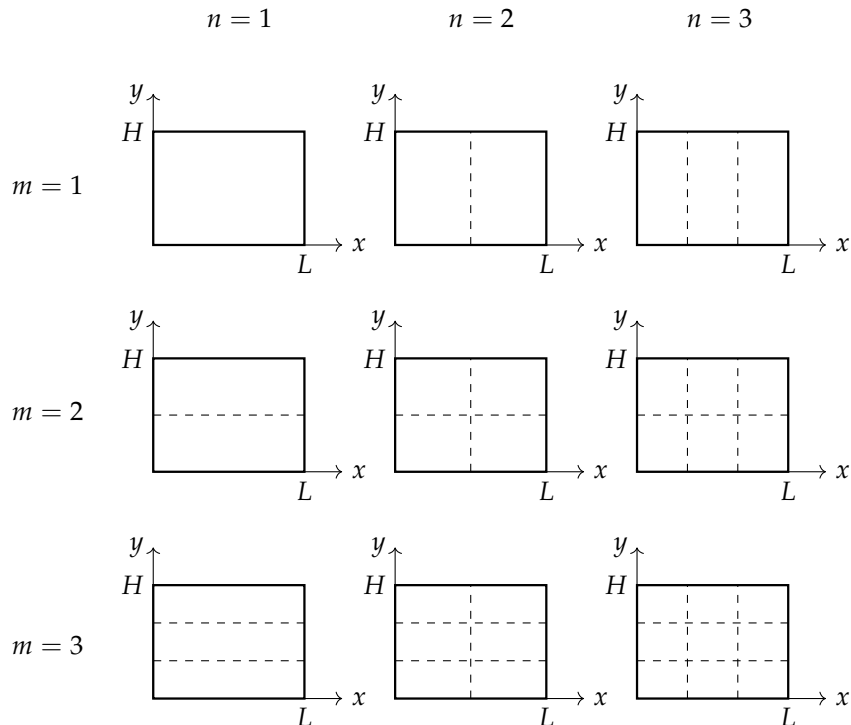 n = 1 n = 2 n = 3
y y y
H H H
m = 1
x x x
L L L
y y y
H H H
m = 2
x x x
L L L
y y y
H H H
m = 3
x x x
L L L